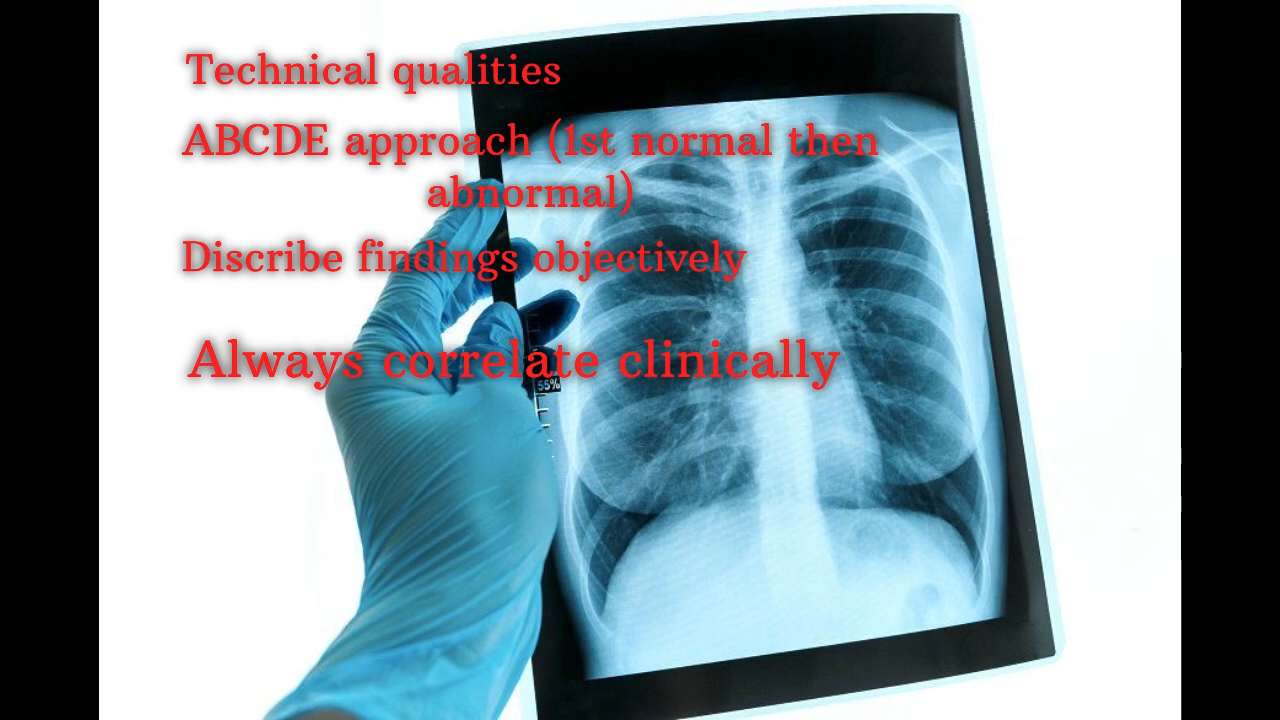 Technical qualities
ABCDE approach (1st normal then
abnormal)
Discribe findings objectively
Always correlate clinically
55%